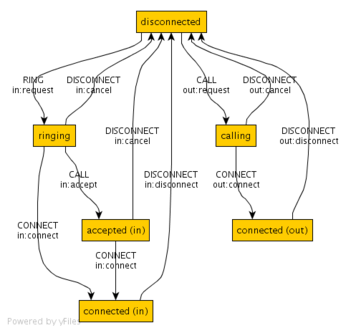 disconnected
RING
in:request
DISCONNECT
in:cancel
CALL
out:request
DISCONNECT
out:cancel
ringing
DISCONNECT
in:cancel
calling
DISCONNECT
out:disconnect
CALL
in:accept
DISCONNECT
in:disconnect
CONNECT
out:connect
CONNECT
in:connect
accepted (in)
connected (out)
CONNECT
in:connect
connected (in)
Powered by yFiles